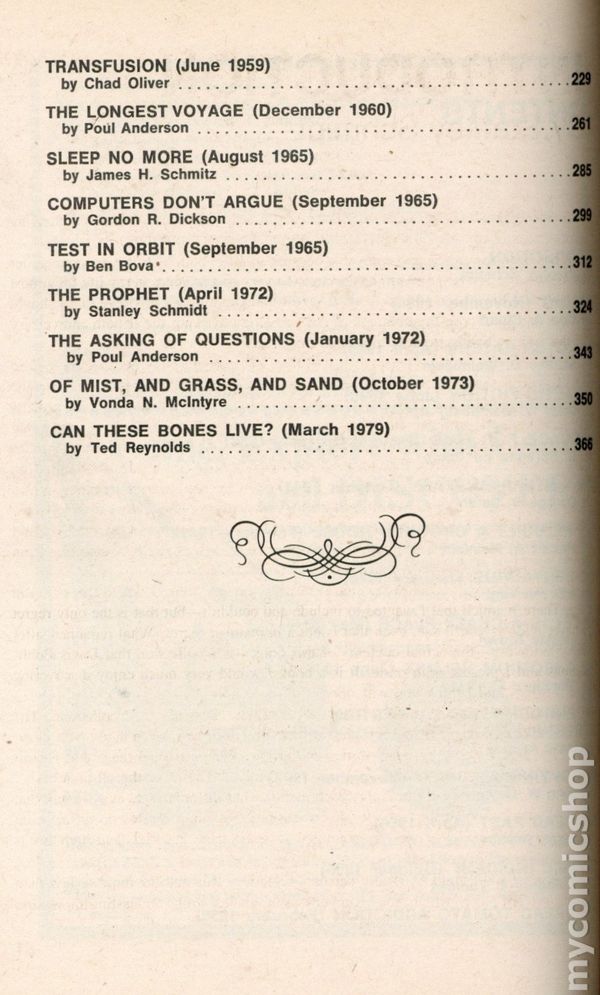 TRANSFUSION (June 1959)
by Chad Oliver ........................................ 229
THE LONGEST VOYAGE (December 1960)
by Poul Anderson ..................................... 261
SLEEP NO MORE (August 1965)
by James H. Schmitz .................................. 285
COMPUTERS DON'T ARGUE (September 1965)
by Gordon R. Dickson ................................. 299
TEST IN ORBIT (September 1965)
by Ben Bova .......................................... 312
THE PROPHET (April 1972)
by Stanley Schmidt ................................... 324
THE ASKING OF QUESTIONS (January 1972)
by Poul Anderson ..................................... 343
OF MIST, AND GRASS, AND SAND (October 1973)
by Vonda N. McIntyre ................................. 350
CAN THESE BONES LIVE? (March 1979)
by Ted Reynolds ...................................... 366
mycomicshop